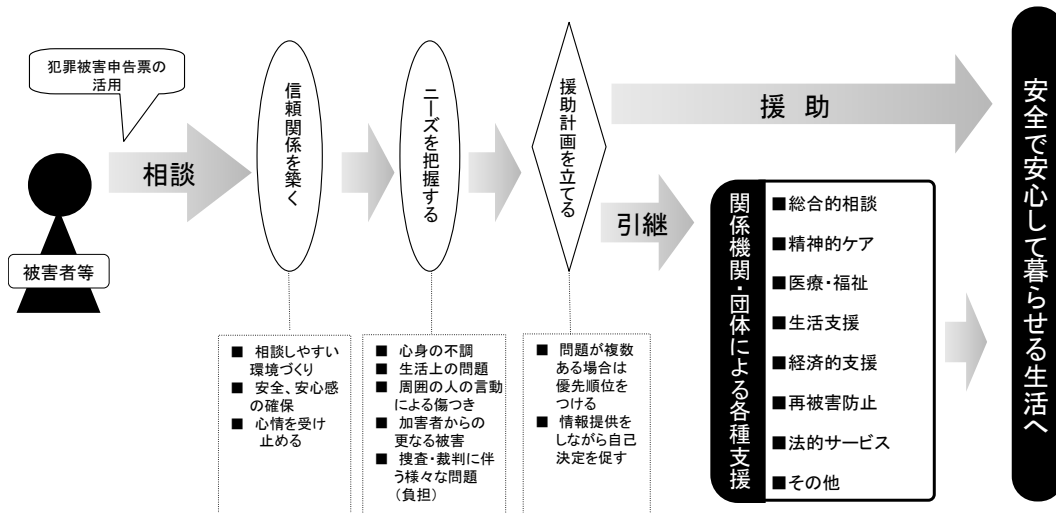 犯罪被害申告票の
活用
相談
被害者等
信頼関係を築く
ニーズを把握する
援助計画を立てる
援 助
引継
■ 相談しやすい
環境づくり
■ 安全、安心感
の確保
■ 心情を受け
止める
■ 心身の不調
■ 生活上の問題
■ 周囲の人の言動
による傷つき
■ 加害者からの
更なる被害
■ 捜査・裁判に伴
う様々な問題
(負担)
■ 問題が複数
ある場合は
優先順位を
つける
■ 情報提供を
しながら自己
決定を促す
関係機関・団体による各種支援
■総合的相談
■精神的ケア
■医療・福祉
■生活支援
■経済的支援
■再被害防止
■法的サービス
■その他
安全で安心して暮らせる生活へ